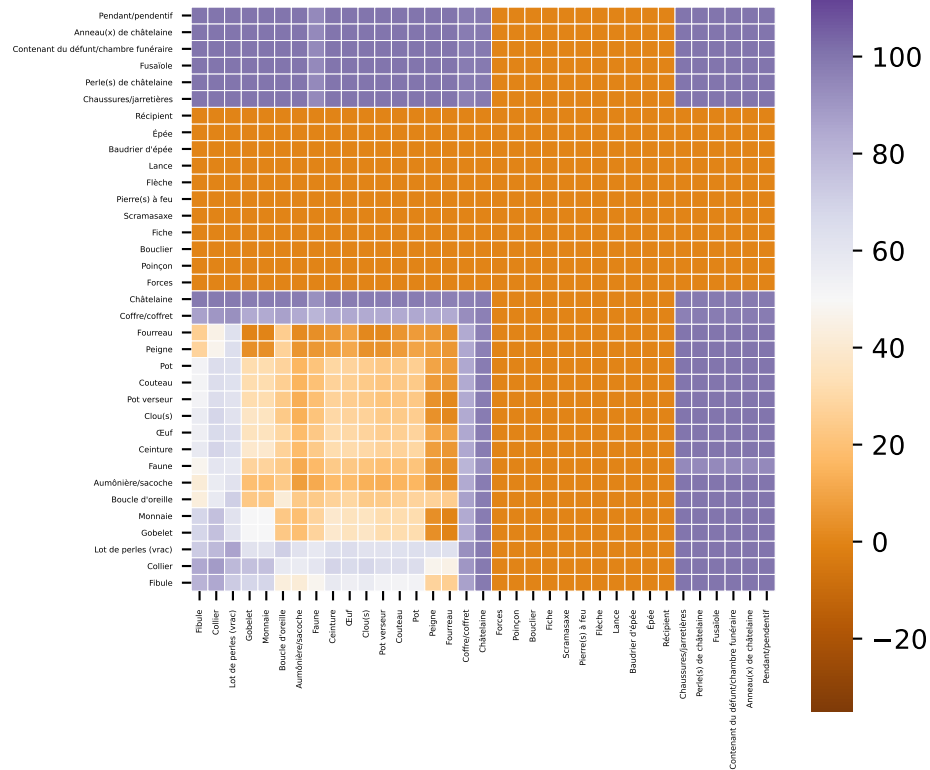 Pendant/pendentif
Anneau(x) de châtelaine
Contenant du défunt/chambre funéraire
Fusaïole
Perle(s) de châtelaine
Chaussures/jarretières
Récipient
Épée
Baudrier d'épée
Lance
Flèche
Pierre(s) à feu
Scramasaxe
Fiche
Bouclier
Poinçon
Forces
Châtelaine
Coffre/coffret
Fourreau
Peigne
Pot
Couteau
Pot verseur
Clou(s)
Œuf
Ceinture
Faune
Aumônière/sacoche
Boucle d'oreille
Monnaie
Gobelet
Lot de perles (vrac)
Collier
Fibule
Fibule
Collier
Lot de perles (vrac)
Gobelet
Monnaie
Boucle d'oreille
Aumônière/sacoche
Faune
Ceinture
Œuf
Clou(s)
Pot verseur
Couteau
Pot
Peigne
Fourreau
Coffre/coffret
Châtelaine
Forces
Poinçon
Bouclier
Fiche
Scramasaxe
Pierre(s) à feu
Flèche
Lance
Baudrier d'épée
Épée
Récipient
Chaussures/jarretières
Perle(s) de châtelaine
Fusaïole
Contenant du défunt/chambre funéraire
Anneau(x) de châtelaine
Pendant/pendentif
100
80
60
40
20
0
−20